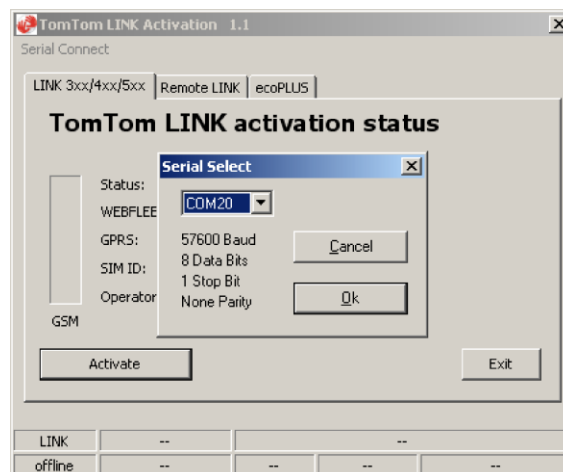 TomTom LINK Activation 1.1
Serial Connect
LINK 3xx/4xx/5xx Remote LINK ecoPLUS
TomTom LINK activation status
Serial Select
Status:
COM20
WEBFLEE
GPRS:
57600 Baud
Cancel
8 Data Bits
SIM ID:
1 Stop Bit
Operator
None Parity
Ok
GSM
Activate
Exit
LINK -- --
offline -- -- -- --